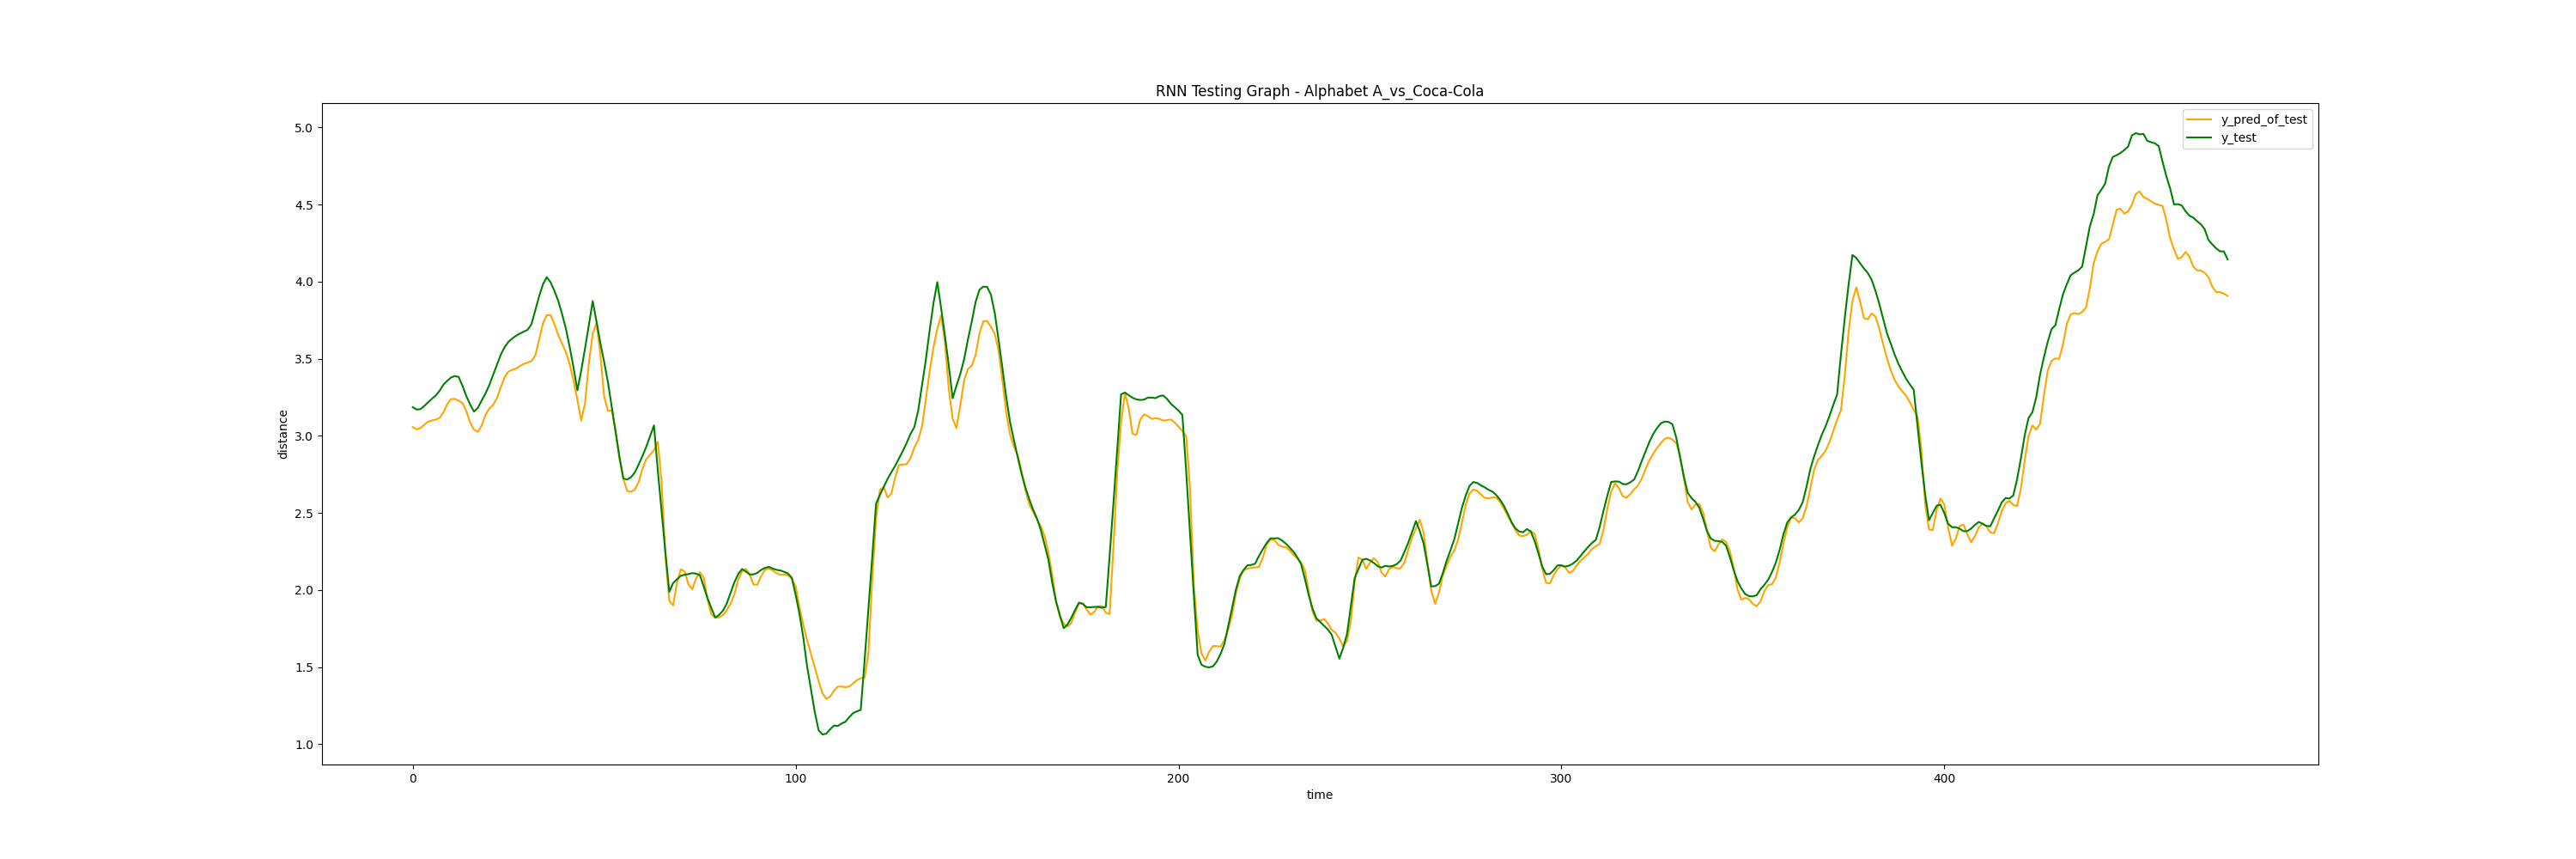 RNN Testing Graph - Alphabet A_vs_Coca-Cola
y_pred_of_test
y_test
5.0
4.5
4.0
3.5
3.0
2.5
2.0
1.5
1.0
distance
0 100 200 300 400
time